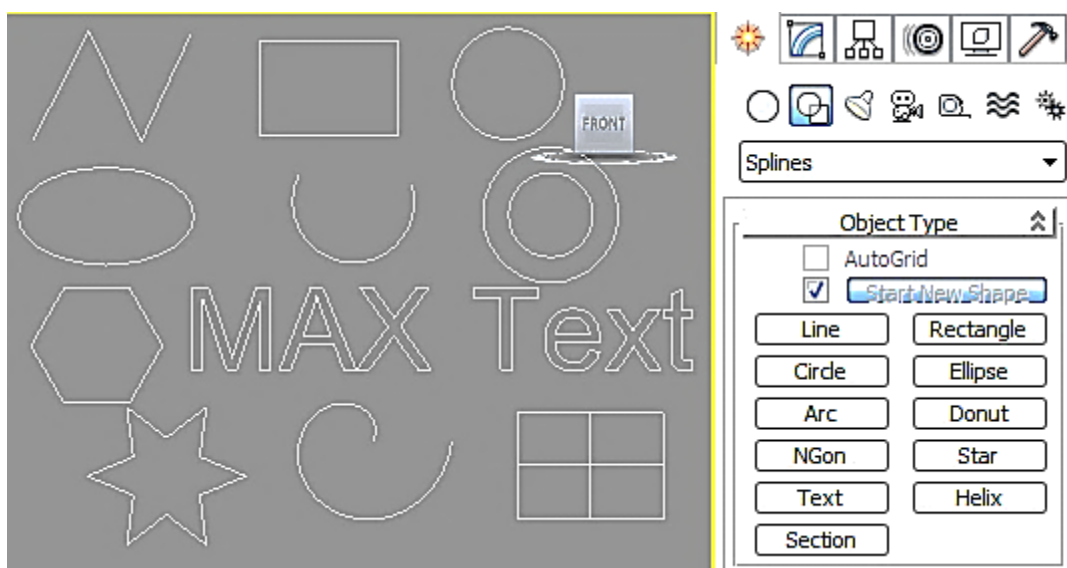 FRONT
MAX Text
Splines
Object Type
AutoGrid
Start New Shape
Line Rectangle
Circle Ellipse
Arc Donut
NGon Star
Text Helix
Section